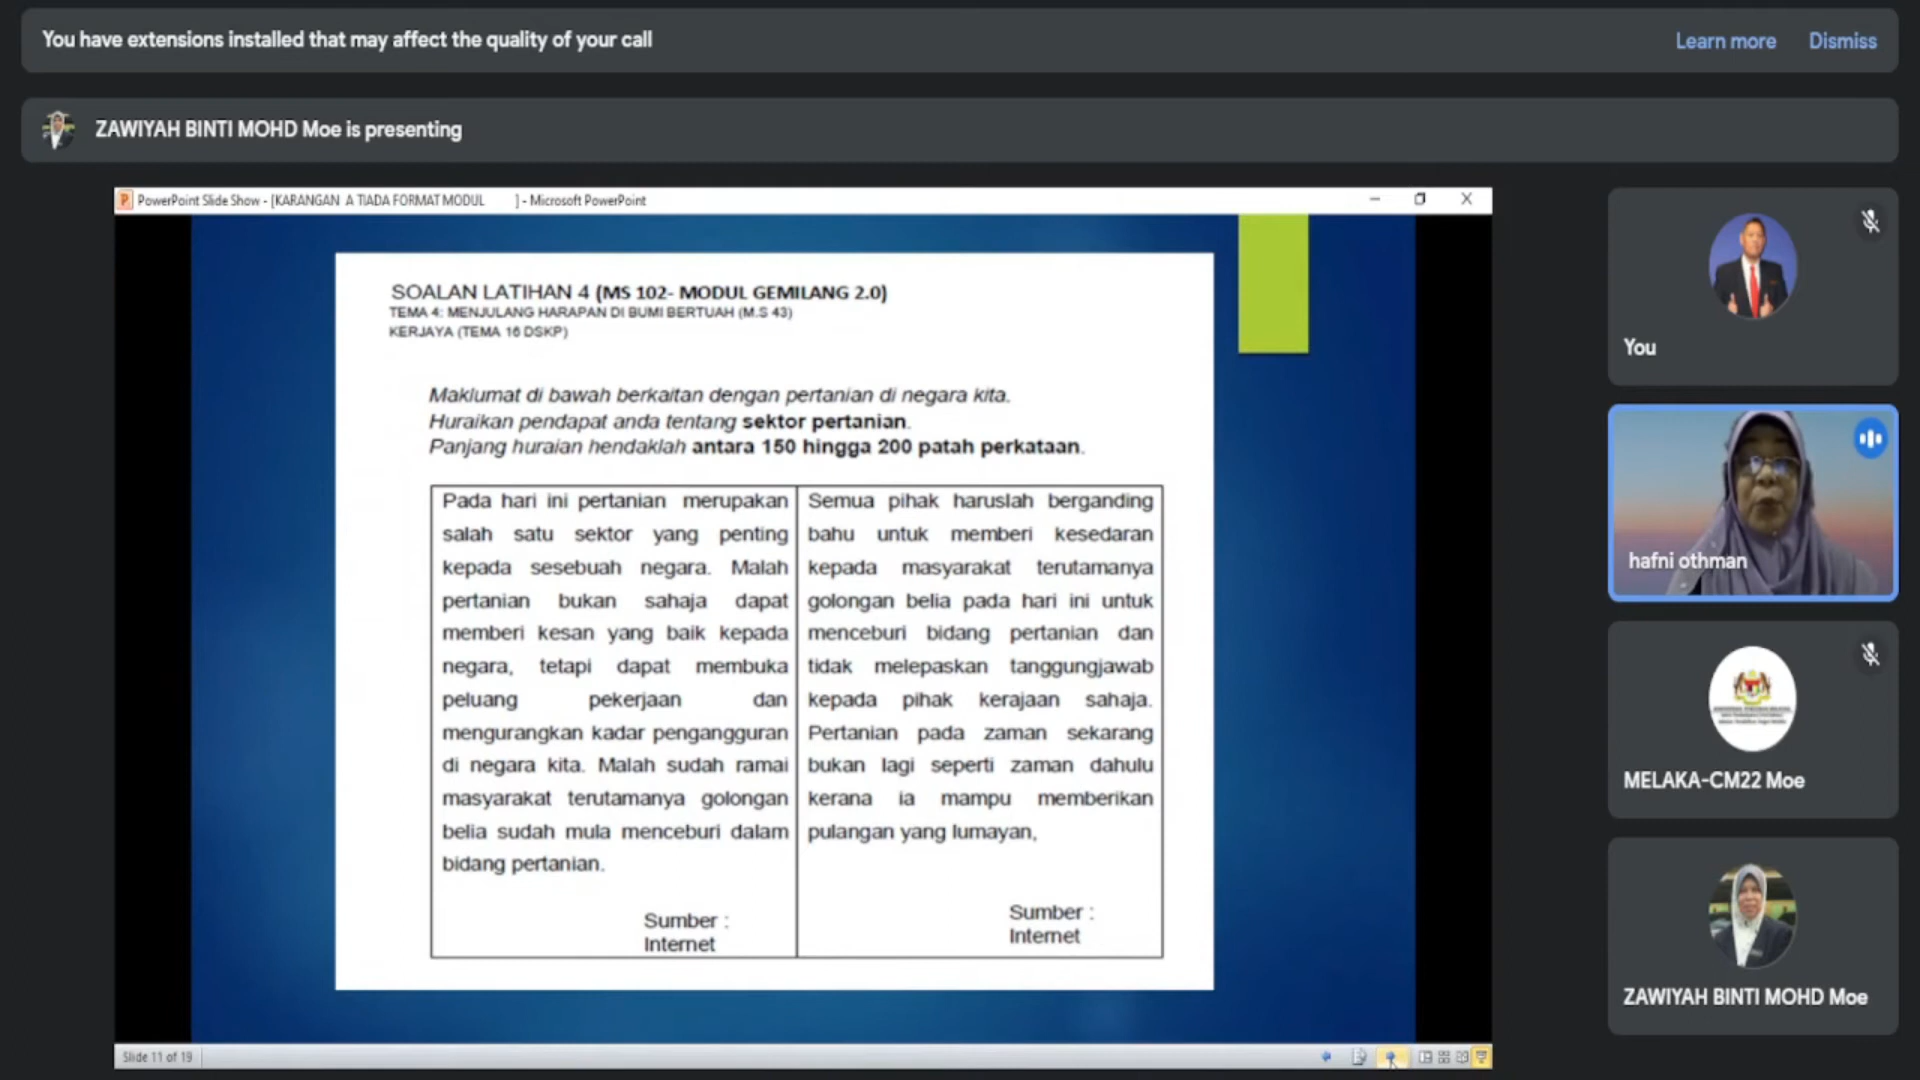 You have extensions installed that may affect the quality of your call
Learn more
Dismiss
ZAWIYAH BINTI MOHD Moe is presenting
PowerPoint Slide Show - [KARANGAN A TIADA FORMAT MODUL ] - Microsoft PowerPoint
SOALAN LATIHAN 4 (MS 102- MODUL GEMILANG 2.0)
TEMA 4: MENJULANG HARAPAN DI BUMI BERTUAH (M.S 43)
KERJAYA (TEMA 16 DSKP)
Maklumat di bawah berkaitan dengan pertanian di negara kita.
Huraikan pendapat anda tentang sektor pertanian.
Panjang huraian hendaklah antara 150 hingga 200 patah perkataan.
Pada hari ini pertanian merupakan
salah satu sektor yang penting
kepada sesebuah negara. Malah
pertanian bukan sahaja dapat
memberi kesan yang baik kepada
negara, tetapi dapat membuka
peluang pekerjaan dan
mengurangkan kadar pengangguran
di negara kita. Malah sudah ramai
masyarakat terutamanya golongan
belia sudah mula menceburi dalam
bidang pertanian.
Sumber :
Internet
Semua pihak haruslah berganding
bahu untuk memberi kesedaran
kepada masyarakat terutamanya
golongan belia pada hari ini untuk
menceburi bidang pertanian dan
tidak melepaskan tanggungjawab
kepada pihak kerajaan sahaja.
Pertanian pada zaman sekarang
bukan lagi seperti zaman dahulu
kerana ia mampu memberikan
pulangan yang lumayan,
Sumber :
Internet
Slide 11 of 19
You
hafni othman
MELAKA-CM22 Moe
ZAWIYAH BINTI MOHD Moe